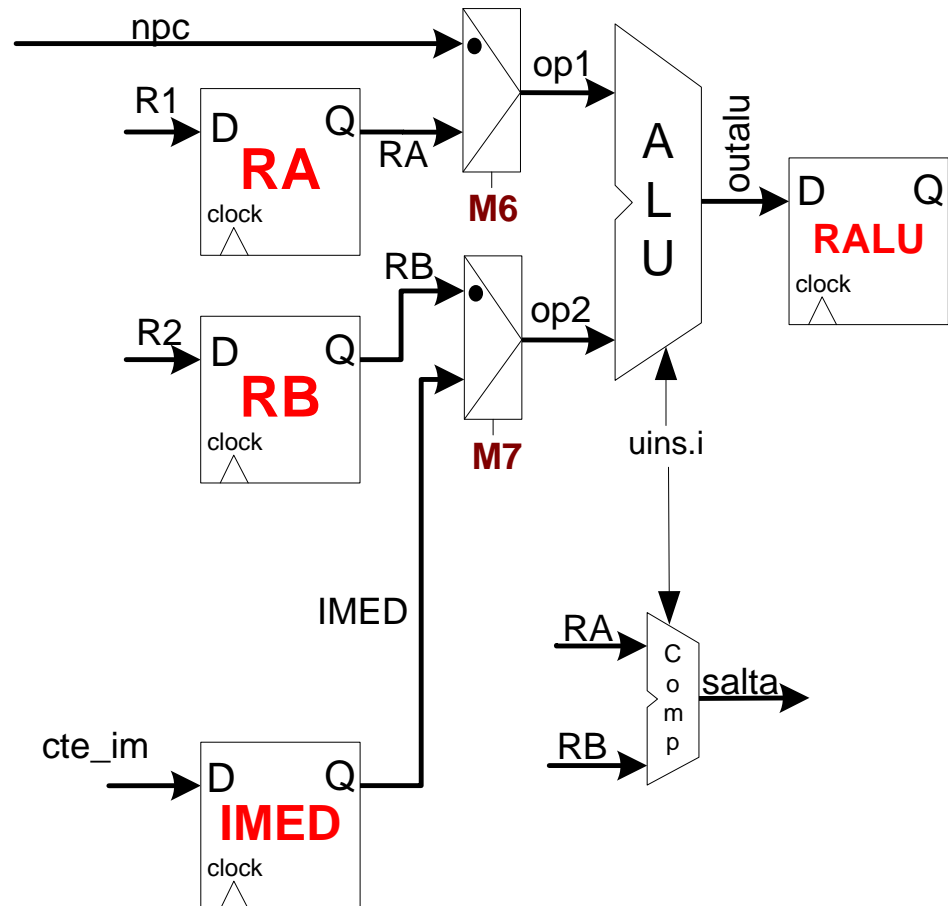 npc
R1
D
Q
RA
clock
RA
M6
op1
A
L
U
outalu
D
Q
RALU
clock
R2
D
Q
RB
clock
RB
M7
op2
uins.i
IMED
RA
RB
C
o
m
p
salta
cte_im
D
Q
IMED
clock